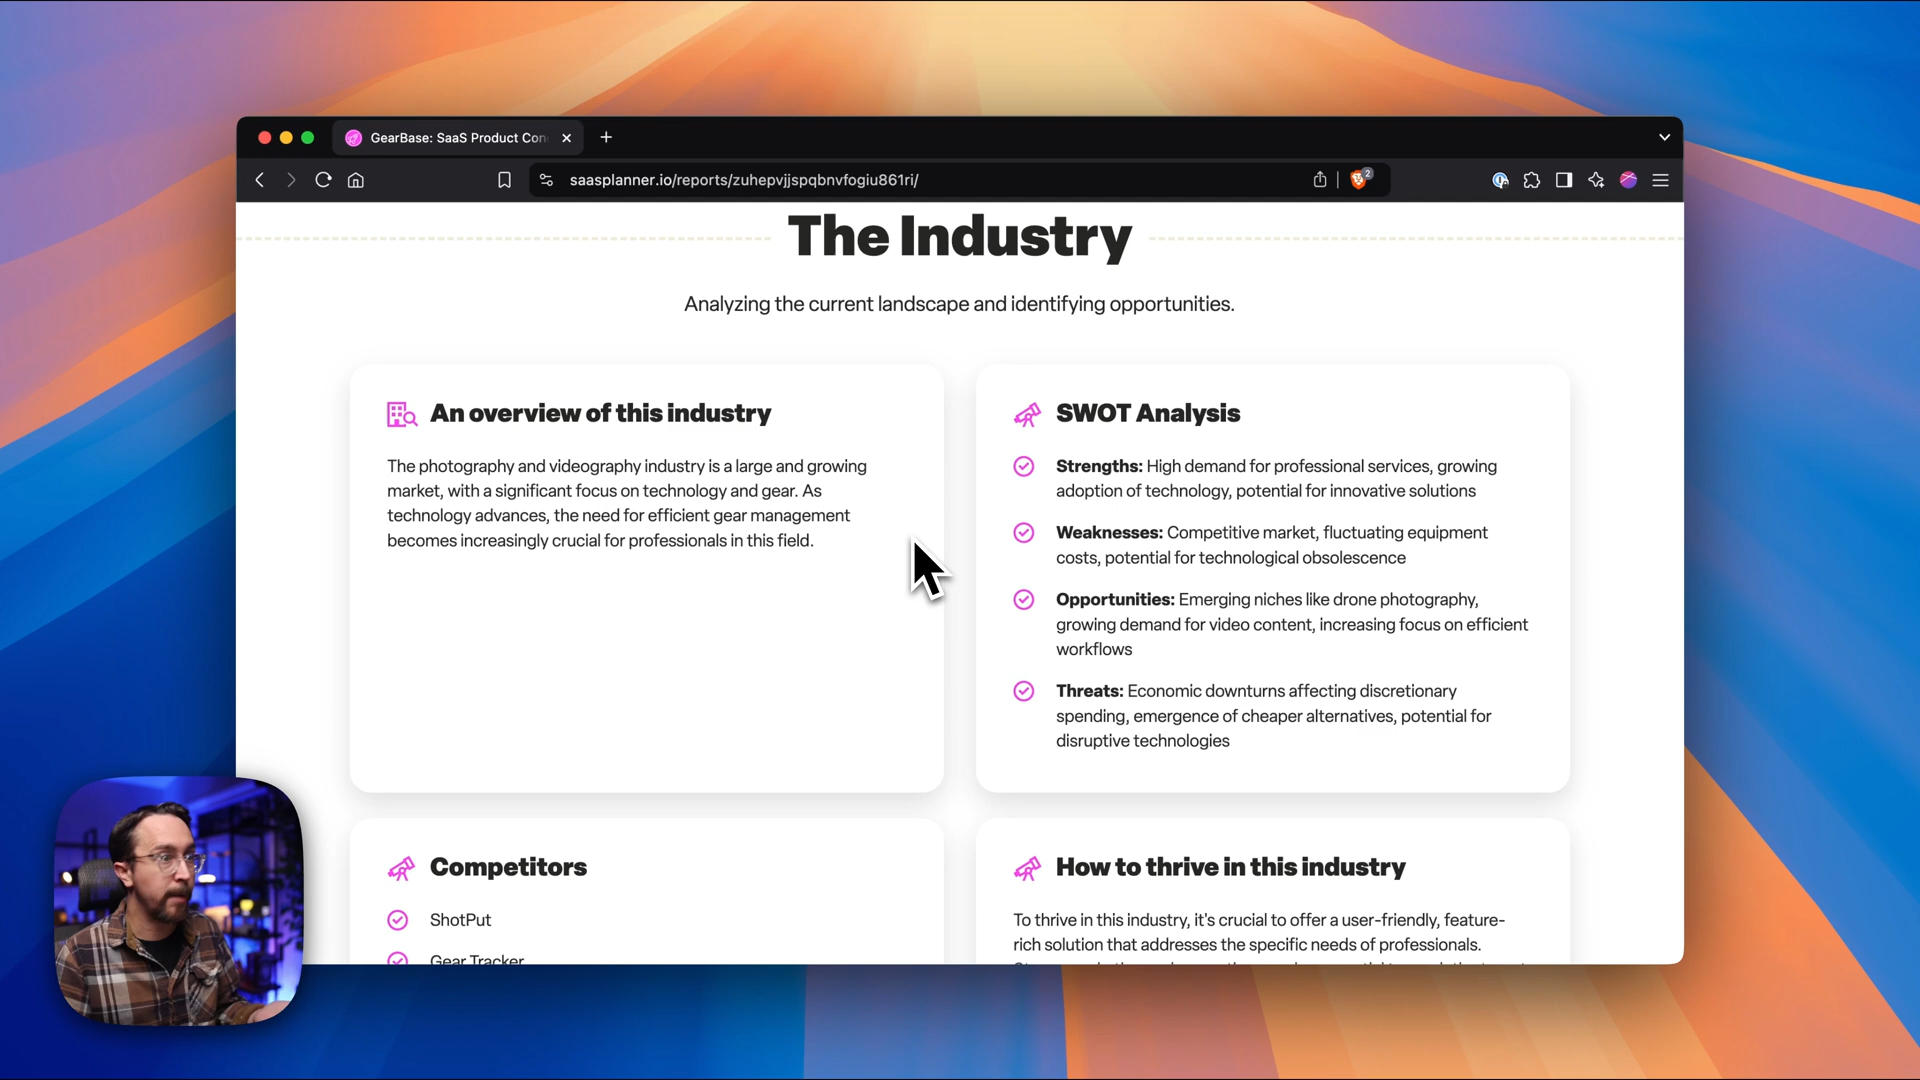 GearBase: SaaS Product Con
saasplanner.io/reports/zuhepvjjspqbnvfogiu861ri/
2
The Industry
Analyzing the current landscape and identifying opportunities.
An overview of this industry
The photography and videography industry is a large and growing
market, with a significant focus on technology and gear. As
technology advances, the need for efficient gear management
becomes increasingly crucial for professionals in this field.
SWOT Analysis
Strengths: High demand for professional services, growing
adoption of technology, potential for innovative solutions
Weaknesses: Competitive market, fluctuating equipment
costs, potential for technological obsolescence
Opportunities: Emerging niches like drone photography,
growing demand for video content, increasing focus on efficient
workflows
Threats: Economic downturns affecting discretionary
spending, emergence of cheaper alternatives, potential for
disruptive technologies
Competitors
ShotPut
Gear Tracker
How to thrive in this industry
To thrive in this industry, it's crucial to offer a user-friendly, feature-
rich solution that addresses the specific needs of professionals.